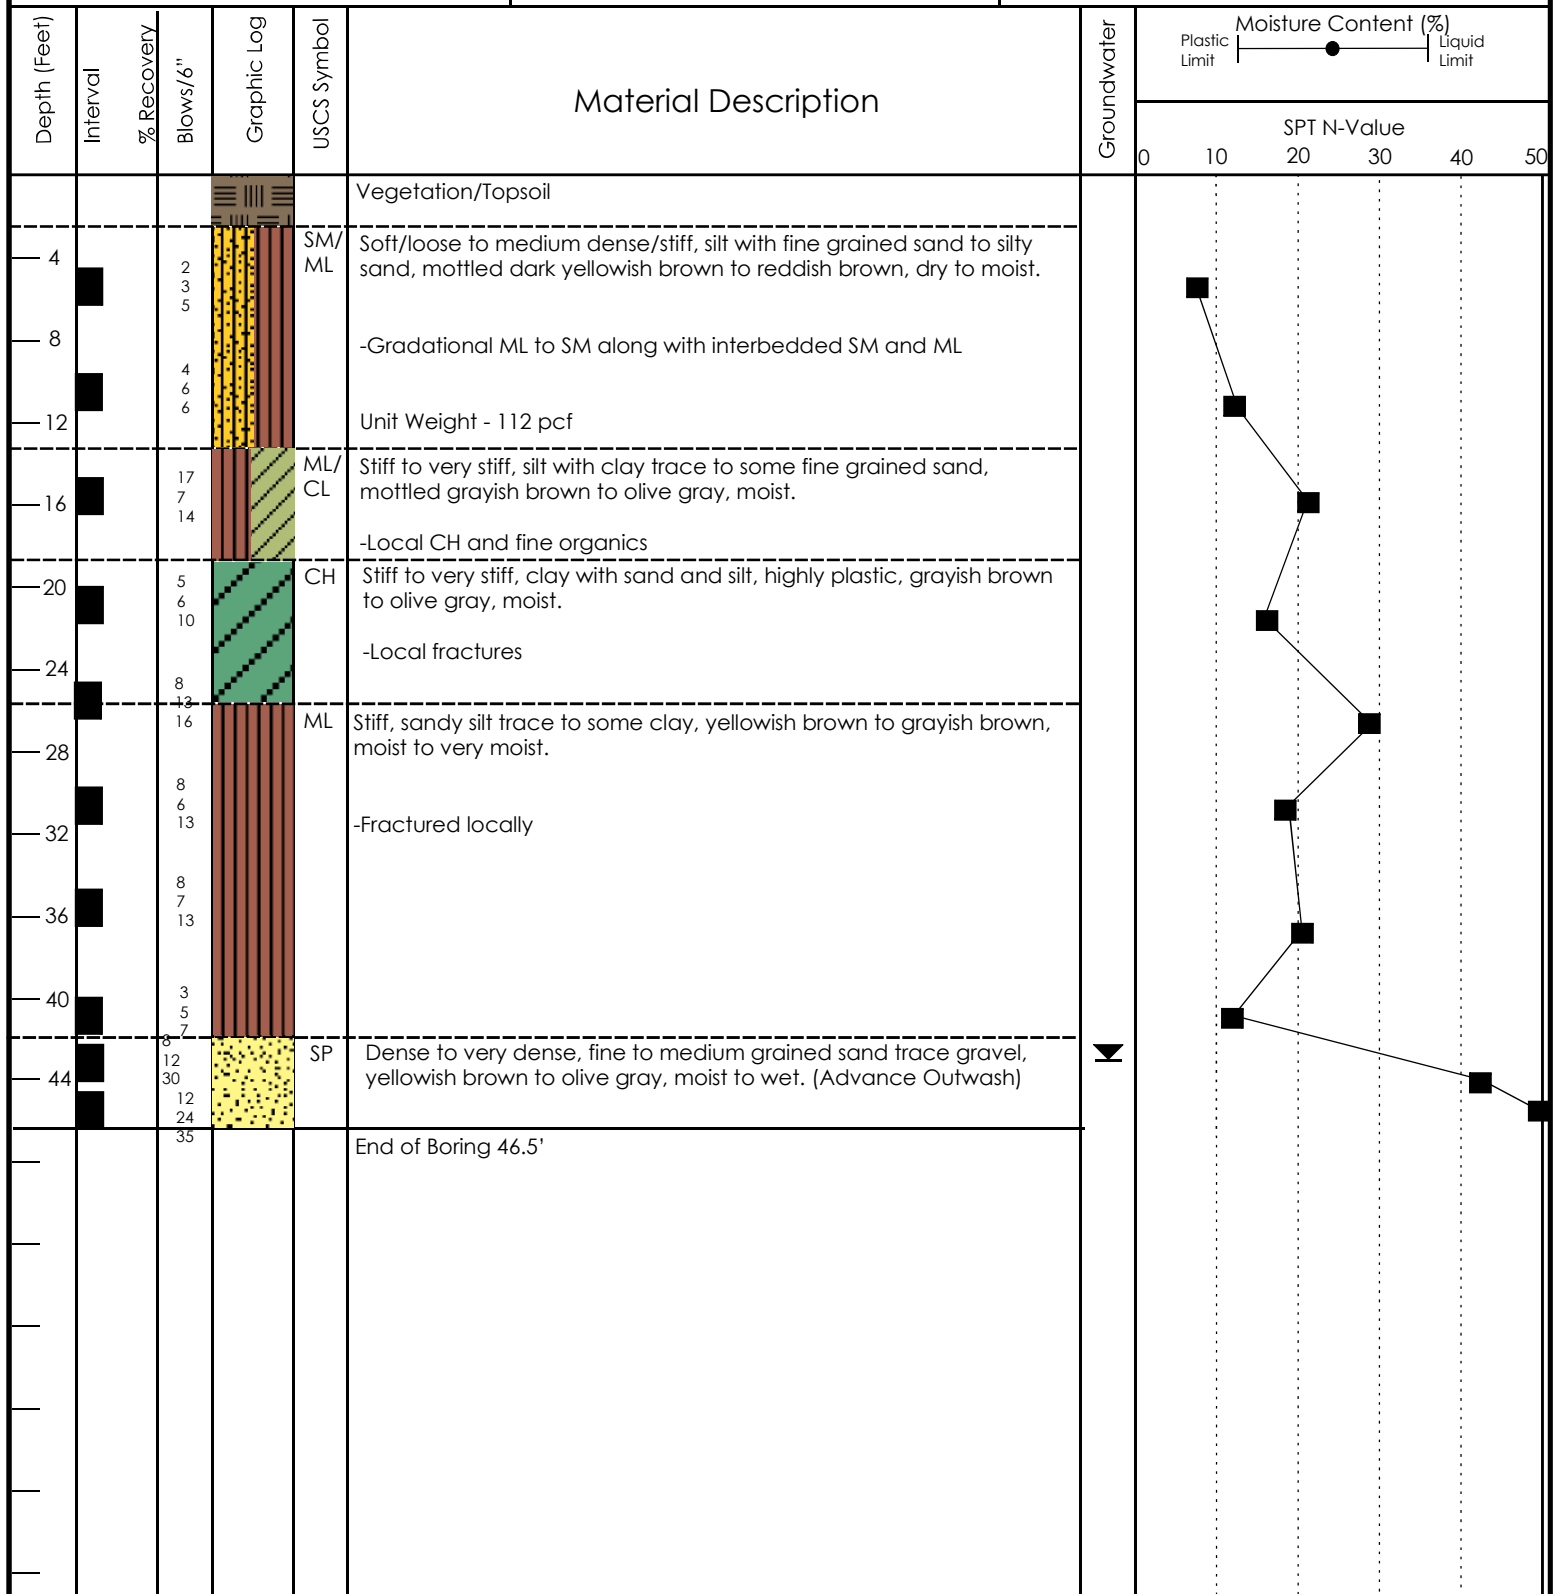 Depth (Feet)
Interval
% Recovery
Blows/6"
Graphic Log
USCS Symbol
Material Description
Groundwater
Moisture Content (%)
Plastic
Limit
Liquid
Limit
SPT N-Value
0 10 20 30 40 50
Vegetation/Topsoil
4
2
3
5
SM/
ML
Soft/loose to medium dense/stiff, silt with fine grained sand to silty
sand, mottled dark yellowish brown to reddish brown, dry to moist.
8
-Gradational ML to SM along with interbedded SM and ML
4
6
6
12
Unit Weight - 112 pcf
ML/
CL
Stiff to very stiff, silt with clay trace to some fine grained sand,
mottled grayish brown to olive gray, moist.
17
7
14
16
-Local CH and fine organics
20
5
6
10
CH
Stiff to very stiff, clay with sand and silt, highly plastic, grayish brown
to olive gray, moist.
-Local fractures
24
8
13
16
ML
Stiff, sandy silt trace to some clay, yellowish brown to grayish brown,
moist to very moist.
28
8
6
13
-Fractured locally
32
8
7
13
36
40
3
5
7
8
12
30
SP
Dense to very dense, fine to medium grained sand trace gravel,
yellowish brown to olive gray, moist to wet. (Advance Outwash)
44
12
24
35
End of Boring 46.5’